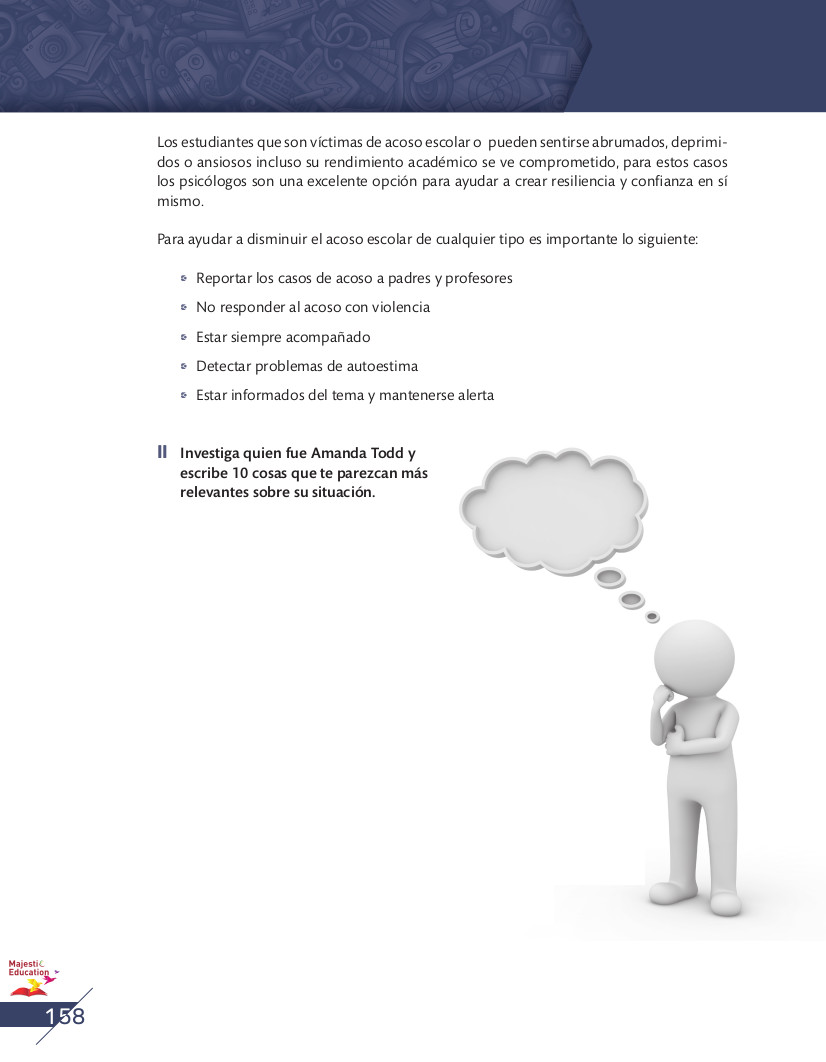 Los estudiantes que son víctimas de acoso escolar o  pueden sentirse abrumados, deprimi-
dos o ansiosos incluso su rendimiento académico se ve comprometido, para estos casos
los psicólogos son una excelente opción para ayudar a crear resiliencia y confianza en sí
mismo.
Para ayudar a disminuir el acoso escolar de cualquier tipo es importante lo siguiente:
Reportar los casos de acoso a padres y profesores
No responder al acoso con violencia
Estar siempre acompañado
Detectar problemas de autoestima
Estar informados del tema y mantenerse alerta
II Investiga quien fue Amanda Todd y
escribe 10 cosas que te parezcan más
relevantes sobre su situación.
Majestic
Education
158